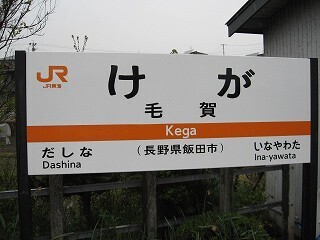 JR
JR東海
けが
毛賀
Kega
だしな
Dashina
(長野県飯田市)
いなやわた
Ina-yawata